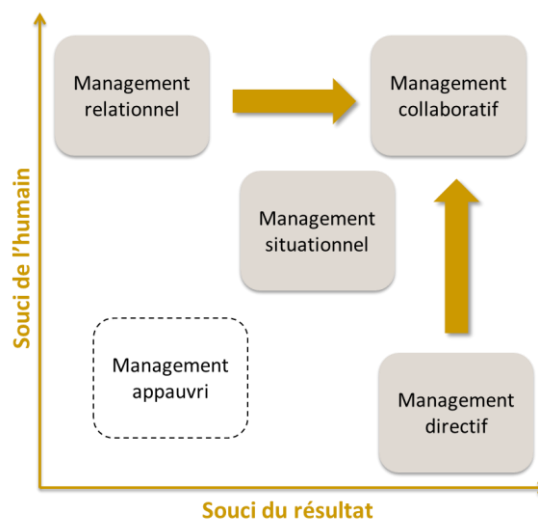 Management
relationnel
Management
collaboratif
Management
situationnel
Management
appauvri
Management
directif
Souci de l'humain
Souci du résultat